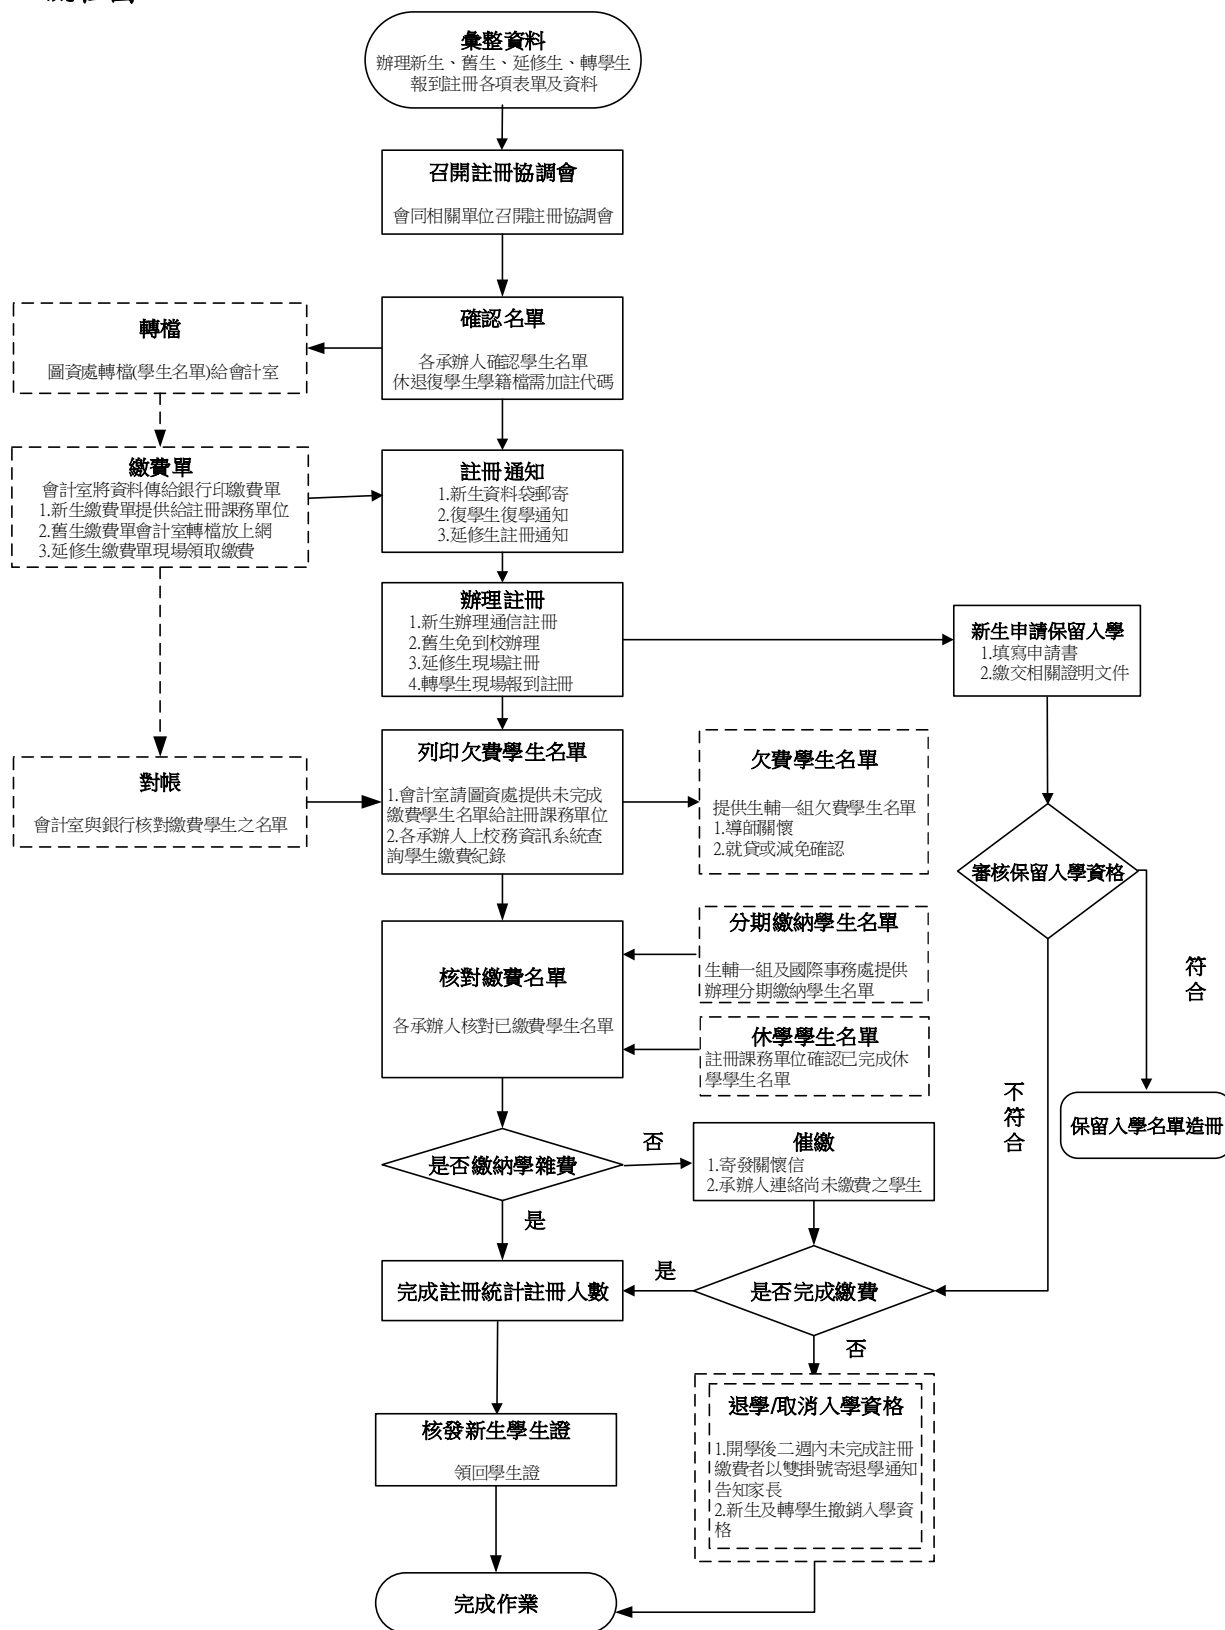 彙整資料
辦理新生、舊生、延修生、轉學生
報到註冊各項表單及資料
召開註冊協調會
會同相關單位召開註冊協調會
確認名單
各承辦人確認學生名單
休退復學生學籍檔需加註代碼
轉檔
圖資處轉檔(學生名單)給會計室
繳費單
會計室將資料傳給銀行印繳費單
1.新生繳費單提供給註冊課務單位
2.舊生繳費單會計室轉檔放上網
3.延修生繳費單現場領取繳費
註冊通知
1.新生資料袋郵寄
2.復學生復學通知
3.延修生註冊通知
辦理註冊
1.新生辦理通信註冊
2.舊生免到校辦理
3.延修生現場註冊
4.轉學生現場報到註冊
新生申請保留入學
1.填寫申請書
2.繳交相關證明文件
對帳
會計室與銀行核對繳費學生之名單
列印欠費學生名單
1.會計室請圖資處提供未完成
繳費學生名單給註冊課務單位
2.各承辦人上校務資訊系統查
詢學生繳費紀錄
欠費學生名單
提供生輔一組欠費學生名單
1.導師關懷
2.就貸或減免確認
審核保留入學資格
核對繳費名單
各承辦人核對已繳費學生名單
分期繳納學生名單
生輔一組及國際事務處提供
辦理分期繳納學生名單
休學學生名單
註冊課務單位確認已完成休
學學生名單
符合
不符合
保留入學名單造冊
是否繳納學雜費
否
是
催繳
1.寄發關懷信
2.承辦人連絡尚未繳費之學生
完成註冊統計註冊人數
是
是否完成繳費
否
核發新生學生證
領回學生證
退學/取消入學資格
1.開學後二週內未完成註冊
繳費者以雙掛號寄退學通知
告知家長
2.新生及轉學生撤銷入學資
格
完成作業